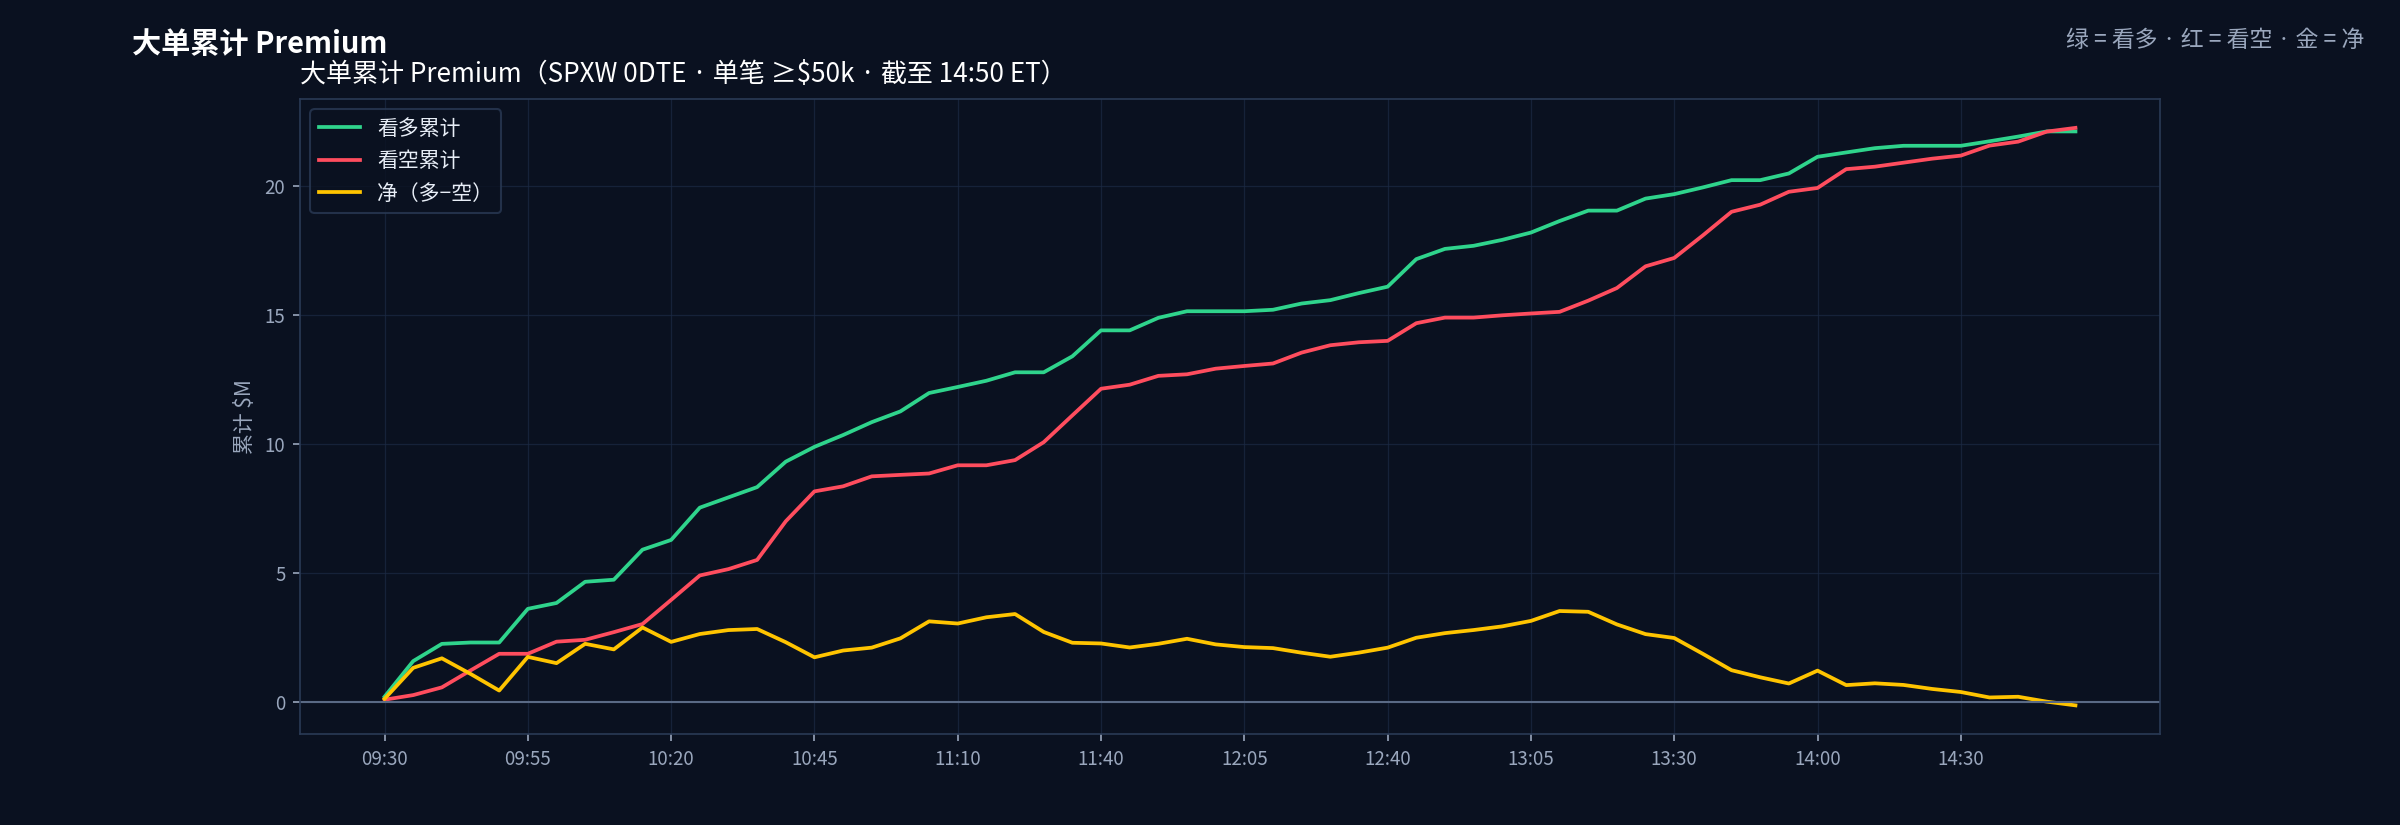 大单累计 Premium
绿 = 看多 · 红 = 看空 · 金 = 净
大单累计 Premium（SPXW 0DTE · 单笔 ≥$50k · 截至 14:50 ET）
看多累计
看空累计
净（多−空）
累计 $M
20
15
10
5
0
09:30 09:55 10:20 10:45 11:10 11:40 12:05 12:40 13:05 13:30 14:00 14:30